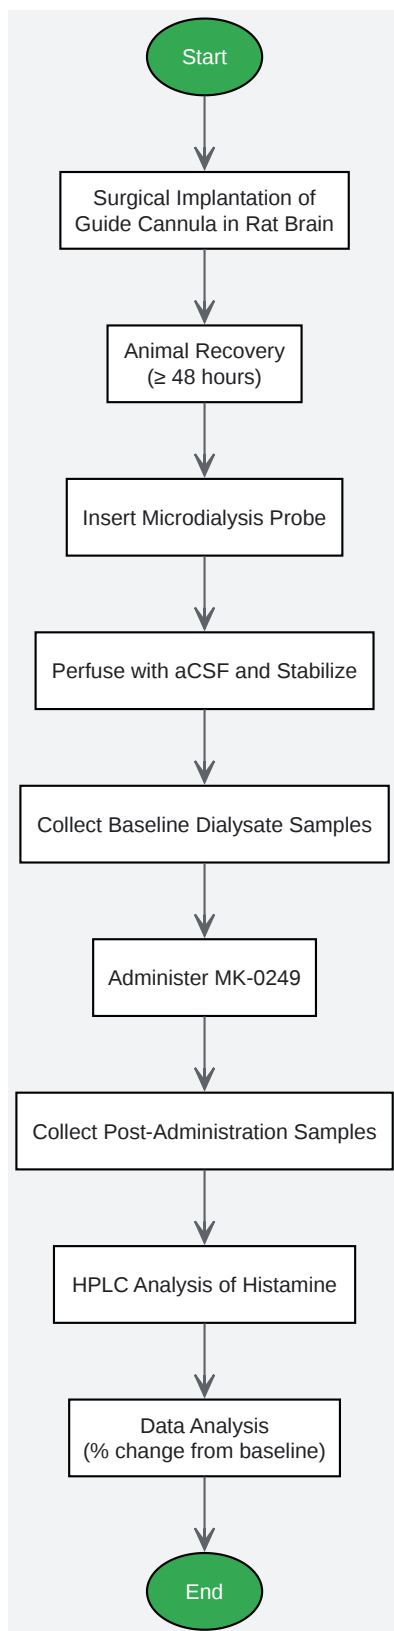 Start
Surgical Implantation of
Guide Cannula in Rat Brain
Animal Recovery
(≥ 48 hours)
Insert Microdialysis Probe
Perfuse with aCSF and Stabilize
Collect Baseline Dialysate Samples
Administer MK-0249
Collect Post-Administration Samples
HPLC Analysis of Histamine
Data Analysis
(% change from baseline)
End